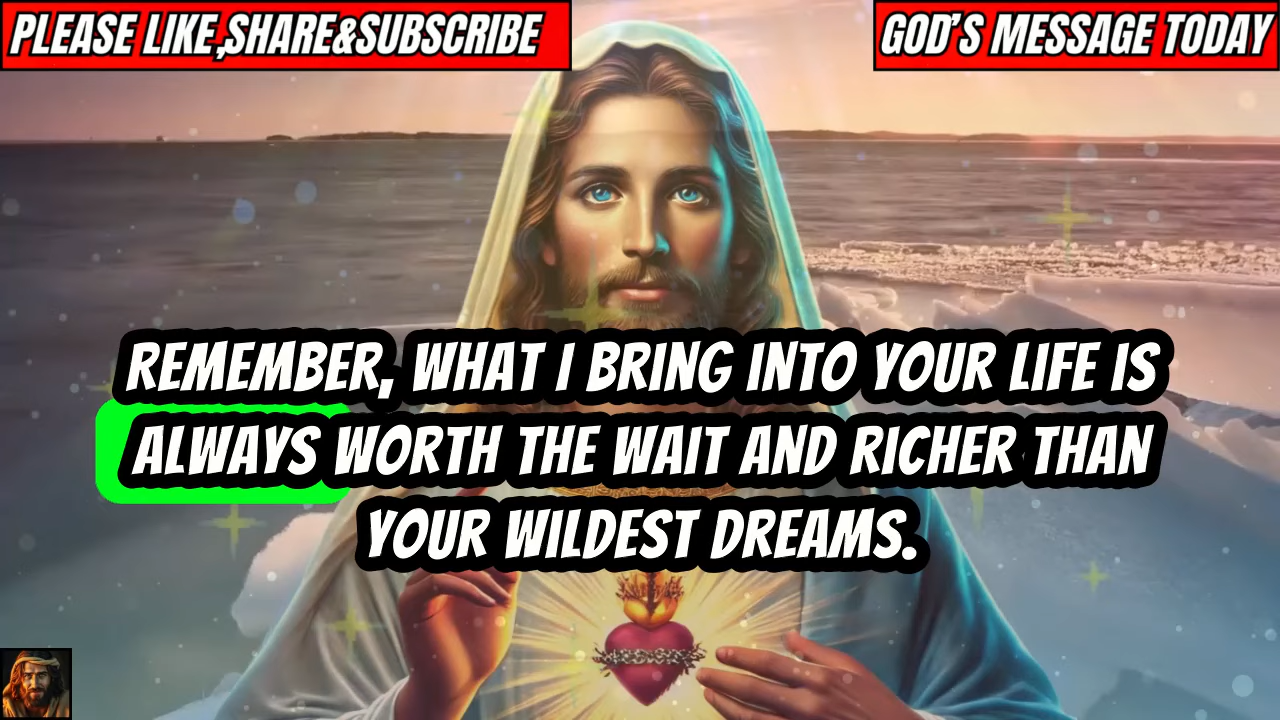 PLEASE LIKE,SHARE&SUBSCRIBE
GOD'S MESSAGE TODAY
REMEMBER, WHAT I BRING INTO YOUR LIFE IS
ALWAYS WORTH THE WAIT AND RICHER THAN
YOUR WILDEST DREAMS.